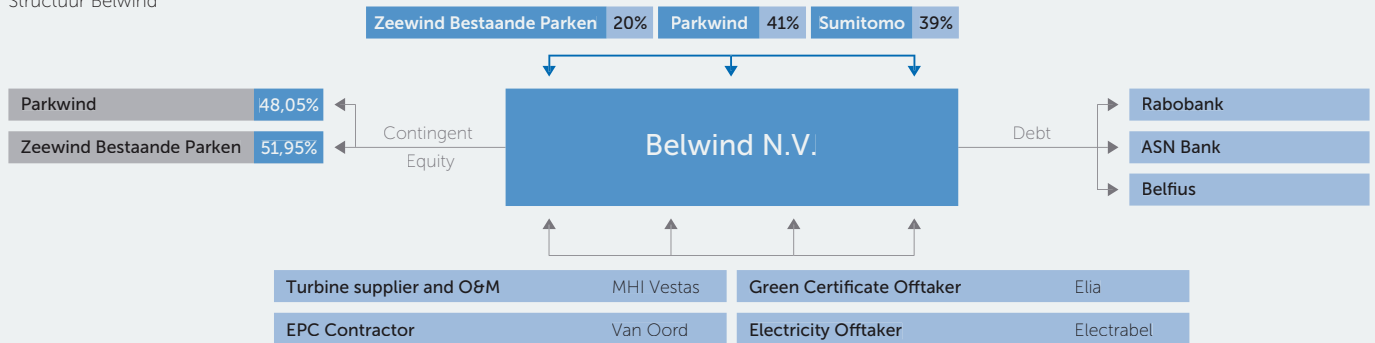 Structuur Belwind
Zeewind Bestaande Parken 20% Parkwind 41% Sumitomo 39%
Parkwind 48,05%
Zeewind Bestaande Parken 51,95%
Contingent
Equity
Belwind N.V.
Debt
Rabobank
ASN Bank
Belfius
Turbine supplier and O&M MHI Vestas
Green Certificate Offtaker Elia
EPC Contractor Van Oord
Electricity Offtaker Electrabel